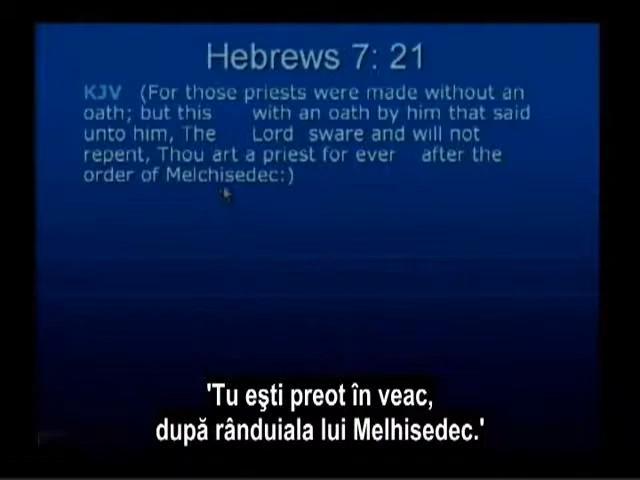 Hebrews 7: 21
KJV (For those priests were made without an
oath; but this with an oath by him that said
unto him, The Lord sware and will not
repent, Thou art a priest for ever after the
order of Melchisedec:)
'Tu eşti preot în veac,
după rânduiala lui Melhisedec.'